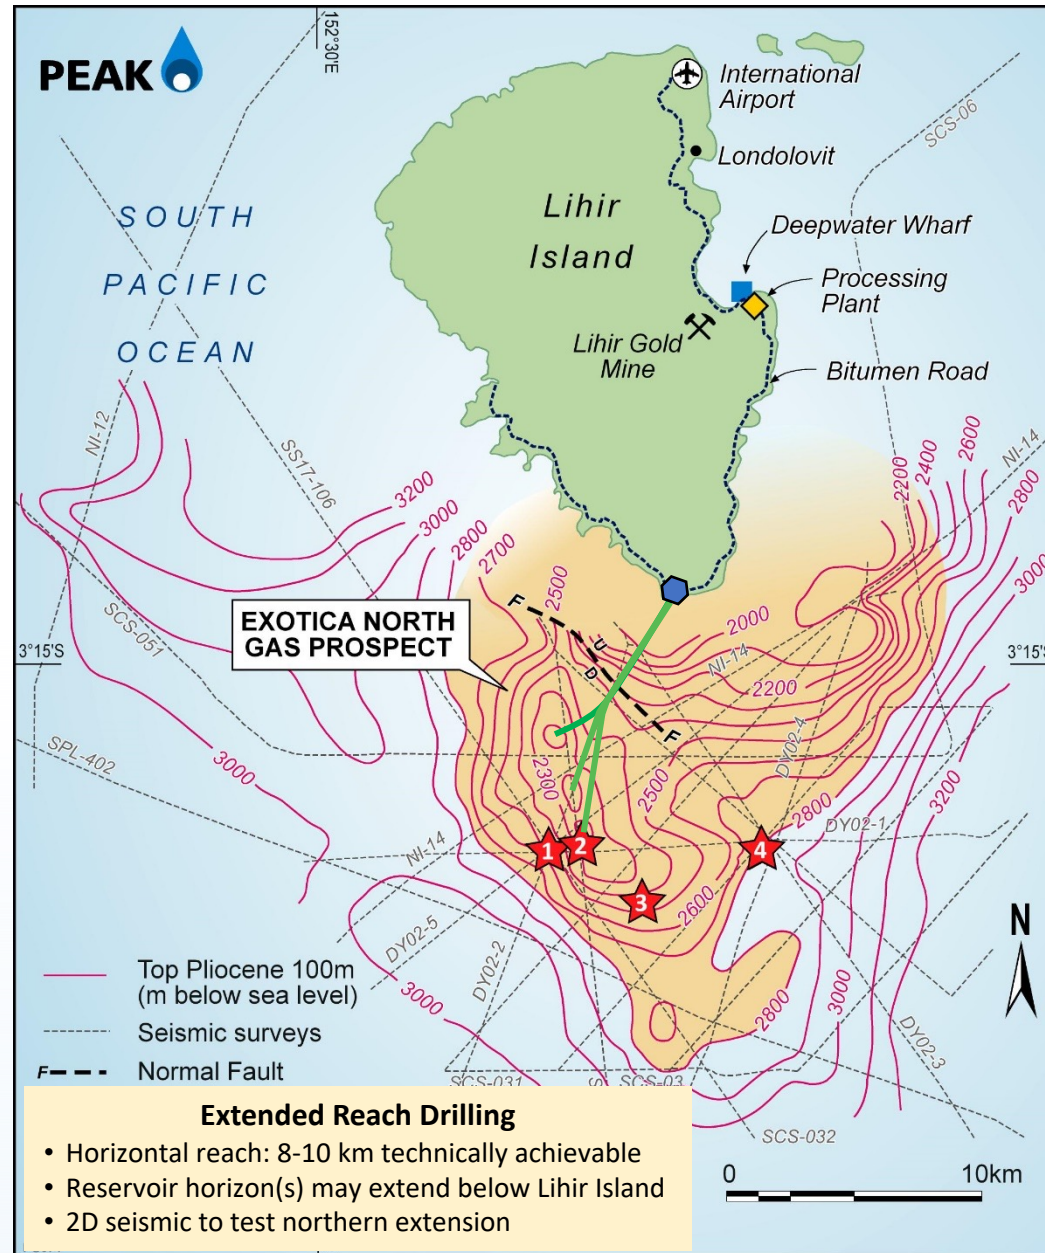 152°30'E
PEAK
International
Airport
SCS-06
Londolovit
SOUTH
PACIFIC
OCEAN
Lihir
Island
Deepwater Wharf
Processing
Plant
Lihir Gold
Mine
Bitumen Road
NI-12
SS17-106
3200
3000
2800
2700
2500
2200
2400
2600
2800
3000
NI-14
SCS-051
EXOTICA NORTH
GAS PROSPECT
F
U
D
F
2000
NI-14
2200
3°15'S
3°15'S
SPL-402
3000
2300
2500
DY02-4
2800
3200
DY02-1
NI-14
1
2
3
4
2600
DY02-5
DY02-2
3000
2800
3000
DY02-3
N
Top Pliocene 100m
(m below sea level)
Seismic surveys
F
Normal Fault
SCS-031
SCS-03
SCS-032
Extended Reach Drilling
• Horizontal reach: 8-10 km technically achievable
• Reservoir horizon(s) may extend below Lihir Island
• 2D seismic to test northern extension
0
10km